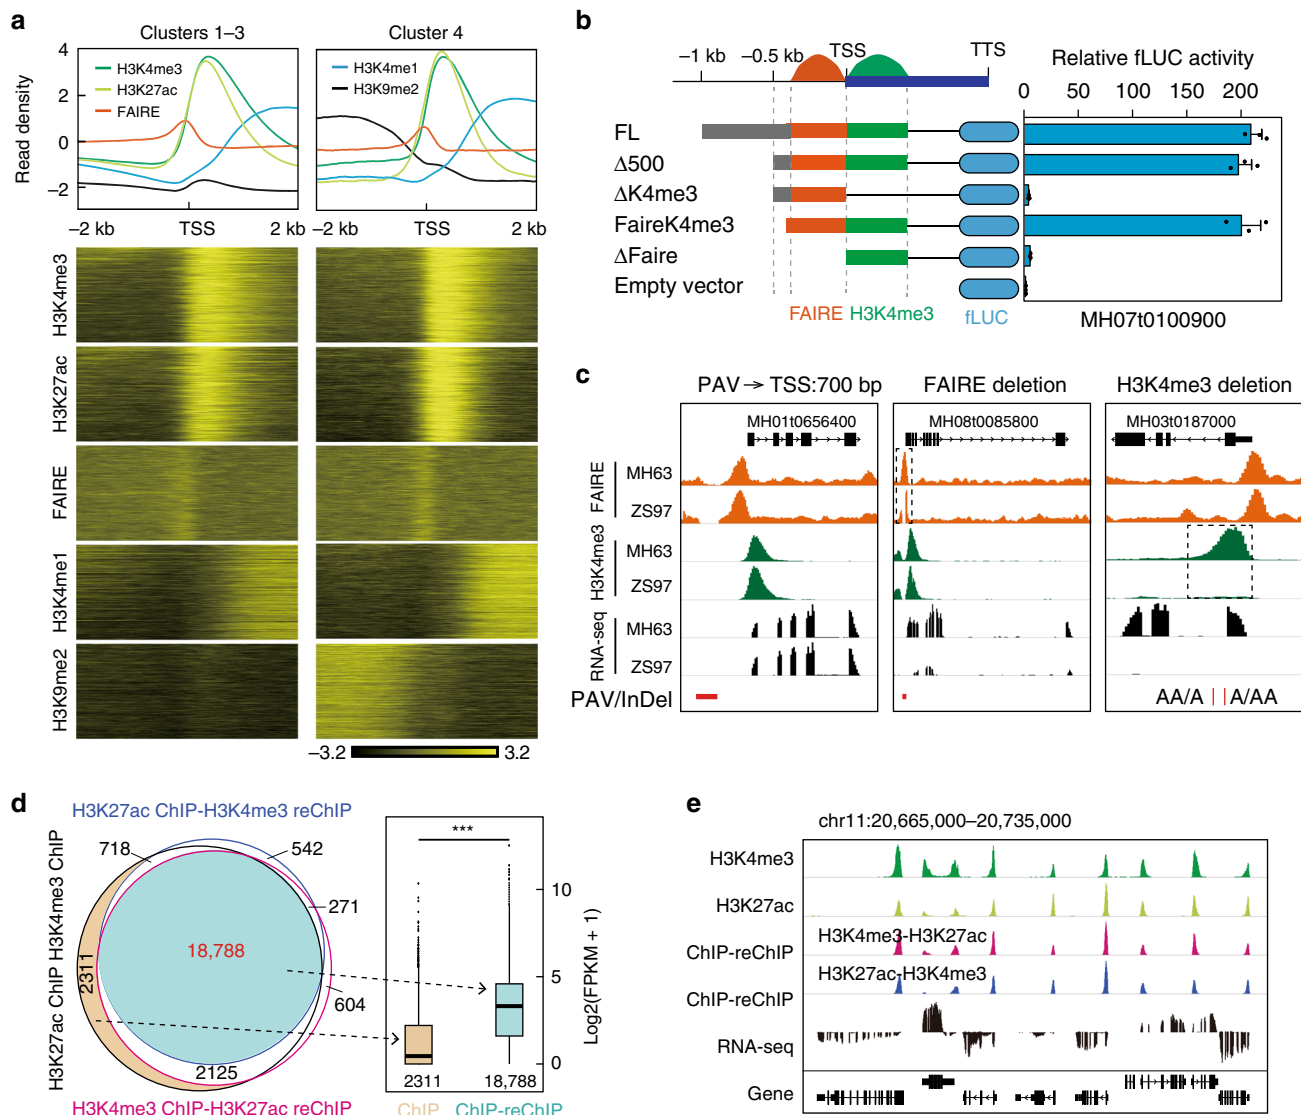 a
Clusters 1–3
Cluster 4
Read density
4
2
0
–2
H3K4me3
H3K27ac
FAIRE
H3K4me1
H3K9me2
–2 kb
TSS
2 kb
–2 kb
TSS
2 kb
H3K4me3
H3K27ac
FAIRE
H3K4me1
H3K9me2
–3.2
3.2
b
–1 kb
–0.5 kb
TSS
TTS
Relative fLUC activity
0
50
100
150
200
FL
Δ500
ΔK4me3
FaireK4me3
ΔFaire
Empty vector
FAIRE
H3K4me3
fLUC
MH07t0100900
c
PAV → TSS:700 bp
FAIRE deletion
H3K4me3 deletion
MH01t0656400
MH08t0085800
MH03t0187000
FAIRE
MH63
ZS97
H3K4me3
MH63
ZS97
RNA-seq
MH63
ZS97
PAV/InDel
AA/A
A/AA
d
H3K27ac ChIP-H3K4me3 reChIP
H3K27ac ChIP H3K4me3 ChIP
718
542
271
18,788
2311
604
2125
H3K4me3 ChIP-H3K27ac reChIP
***
10
5
0
Log2(FPKM + 1)
2311
18,788
ChIP
ChIP-reChIP
e
chr11:20,665,000–20,735,000
H3K4me3
H3K27ac
H3K4me3-H3K27ac
ChIP-reChIP
H3K27ac-H3K4me3
ChIP-reChIP
RNA-seq
Gene